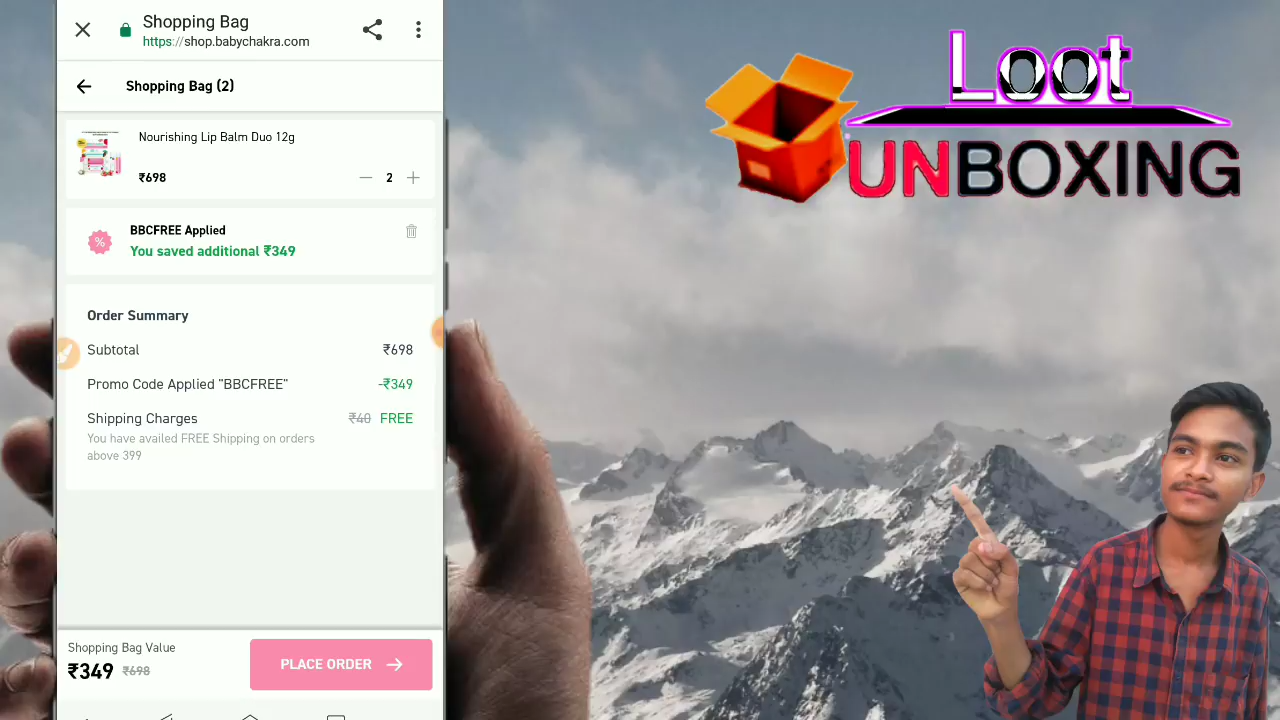 Shopping Bag
https://shop.babychakra.com
Shopping Bag (2)
Nourishing Lip Balm Duo 12g
₹698
2
%
BBCFREE Applied
You saved additional ₹349
Order Summary
Subtotal ₹698
Promo Code Applied "BBCFREE" -₹349
Shipping Charges ₹40 FREE
You have availed FREE Shipping on orders
above 399
Shopping Bag Value
₹349 ₹698
PLACE ORDER
Loot
UNBOXING